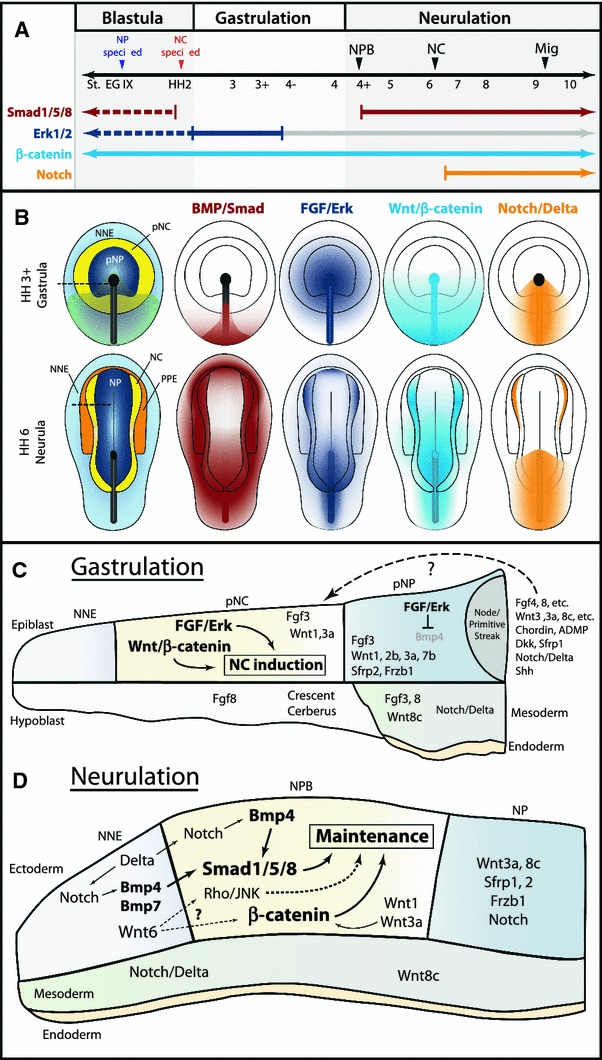 A
Blastula
Gastrulation
Neurulation
NP
speci ed
NC
speci ed
NPB
NC
Mig
St. EG IX
HH2
3
3+
4-
4
4+
5
6
7
8
9
10
Smad1/5/8
Erk1/2
β-catenin
Notch
B
BMP/Smad
FGF/Erk
Wnt/β-catenin
Notch/Delta
HH 3+
Gastrula
NNE
pNC
pNP
HH 6
Neurula
NNE
NC
NP
PPE
C
Gastrulation
?
pNP
pNC
NNE
Epiblast
FGF/Erk
Wnt/β-catenin
NC induction
Fgf3
Wnt1,3a
FGF/Erk
Bmp4
Fgf3
Wnt1, 2b, 3a, 7b
Sfrp2, Frzb1
Node/
Primitive
Streak
Fgf4, 8, etc.
Wnt3 ,3a, 8c, etc.
Chordin, ADMP
Dkk, Sfrp1
Notch/Delta
Shh
Hypoblast
Fgf8
Crescent
Cerberus
Fgf3, 8
Wnt8c
Notch/Delta
Mesoderm
Endoderm
D
Neurulation
NPB
NP
NNE
Ectoderm
Bmp4
Notch
Delta
Notch
Maintenance
Smad1/5/8
Bmp4
Bmp7
Rho/JNK
?
Wnt6
β-catenin
Wnt1
Wnt3a
Wnt3a, 8c
Sfrp1, 2
Frzb1
Notch
Notch/Delta
Wnt8c
Mesoderm
Endoderm